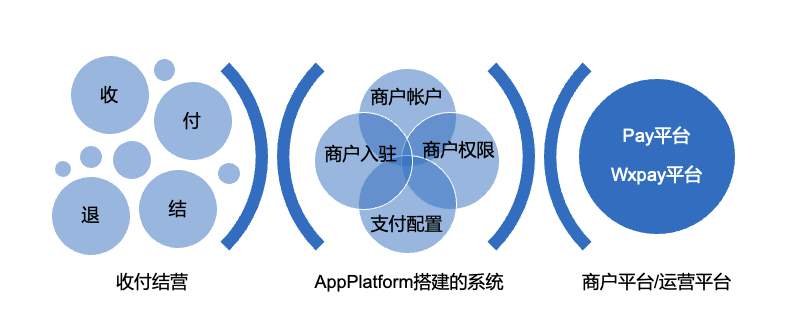 收
付
退
结
收付结营
商户帐户
商户入驻
商户权限
支付配置
AppPlatform搭建的系统
Pay平台
Wxpay平台
商户平台/运营平台